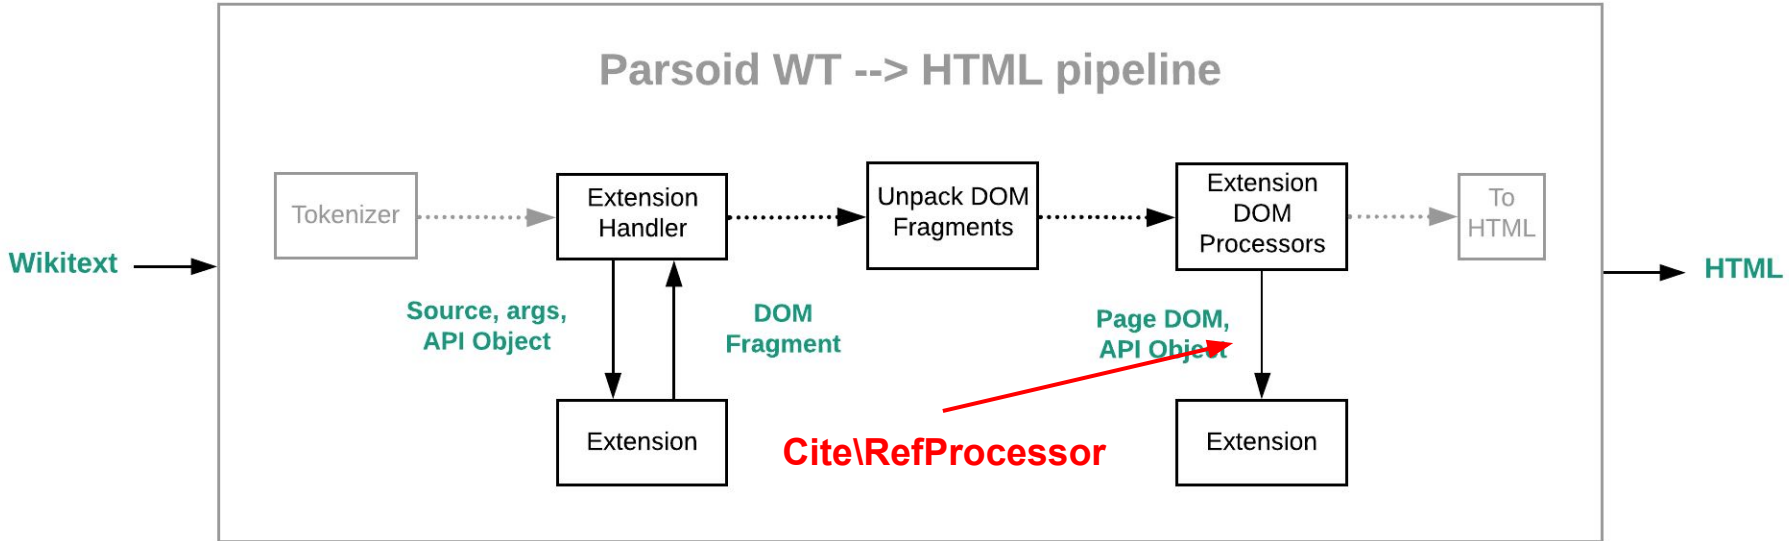 Parsoid WT --> HTML pipeline
Tokenizer
Extension
Handler
Unpack DOM
Fragments
Extension
DOM
Processors
To
HTML
Wikitext
HTML
Source, args,
API Object
DOM
Fragment
Page DOM,
API Object
Extension
Cite\RefProcessor
Extension